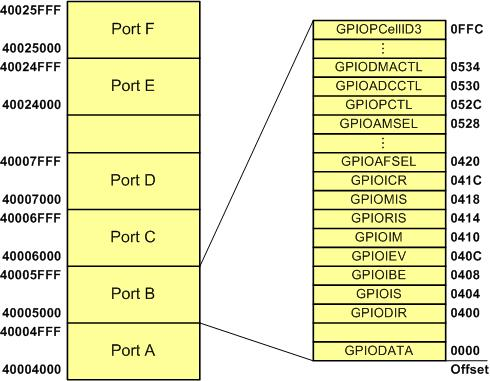 40025FFF
Port F
40025000
40024FFF
Port E
40024000
40007FFF
Port D
40007000
40006FFF
Port C
40006000
40005FFF
Port B
40005000
40004FFF
Port A
40004000
GPIOPCellID3 0FFC
⋮
GPIODMACTL 0534
GPIOADCCTL 0530
GPIOPCTL 052C
GPIOAMSEL 0528
⋮
GPIOAFSEL 0420
GPIOICR 041C
GPIOMIS 0418
GPIORIS 0414
GPIOIM 0410
GPIOIEV 040C
GPIOIBE 0408
GPIOIS 0404
GPIODIR 0400
GPIODATA 0000
Offset